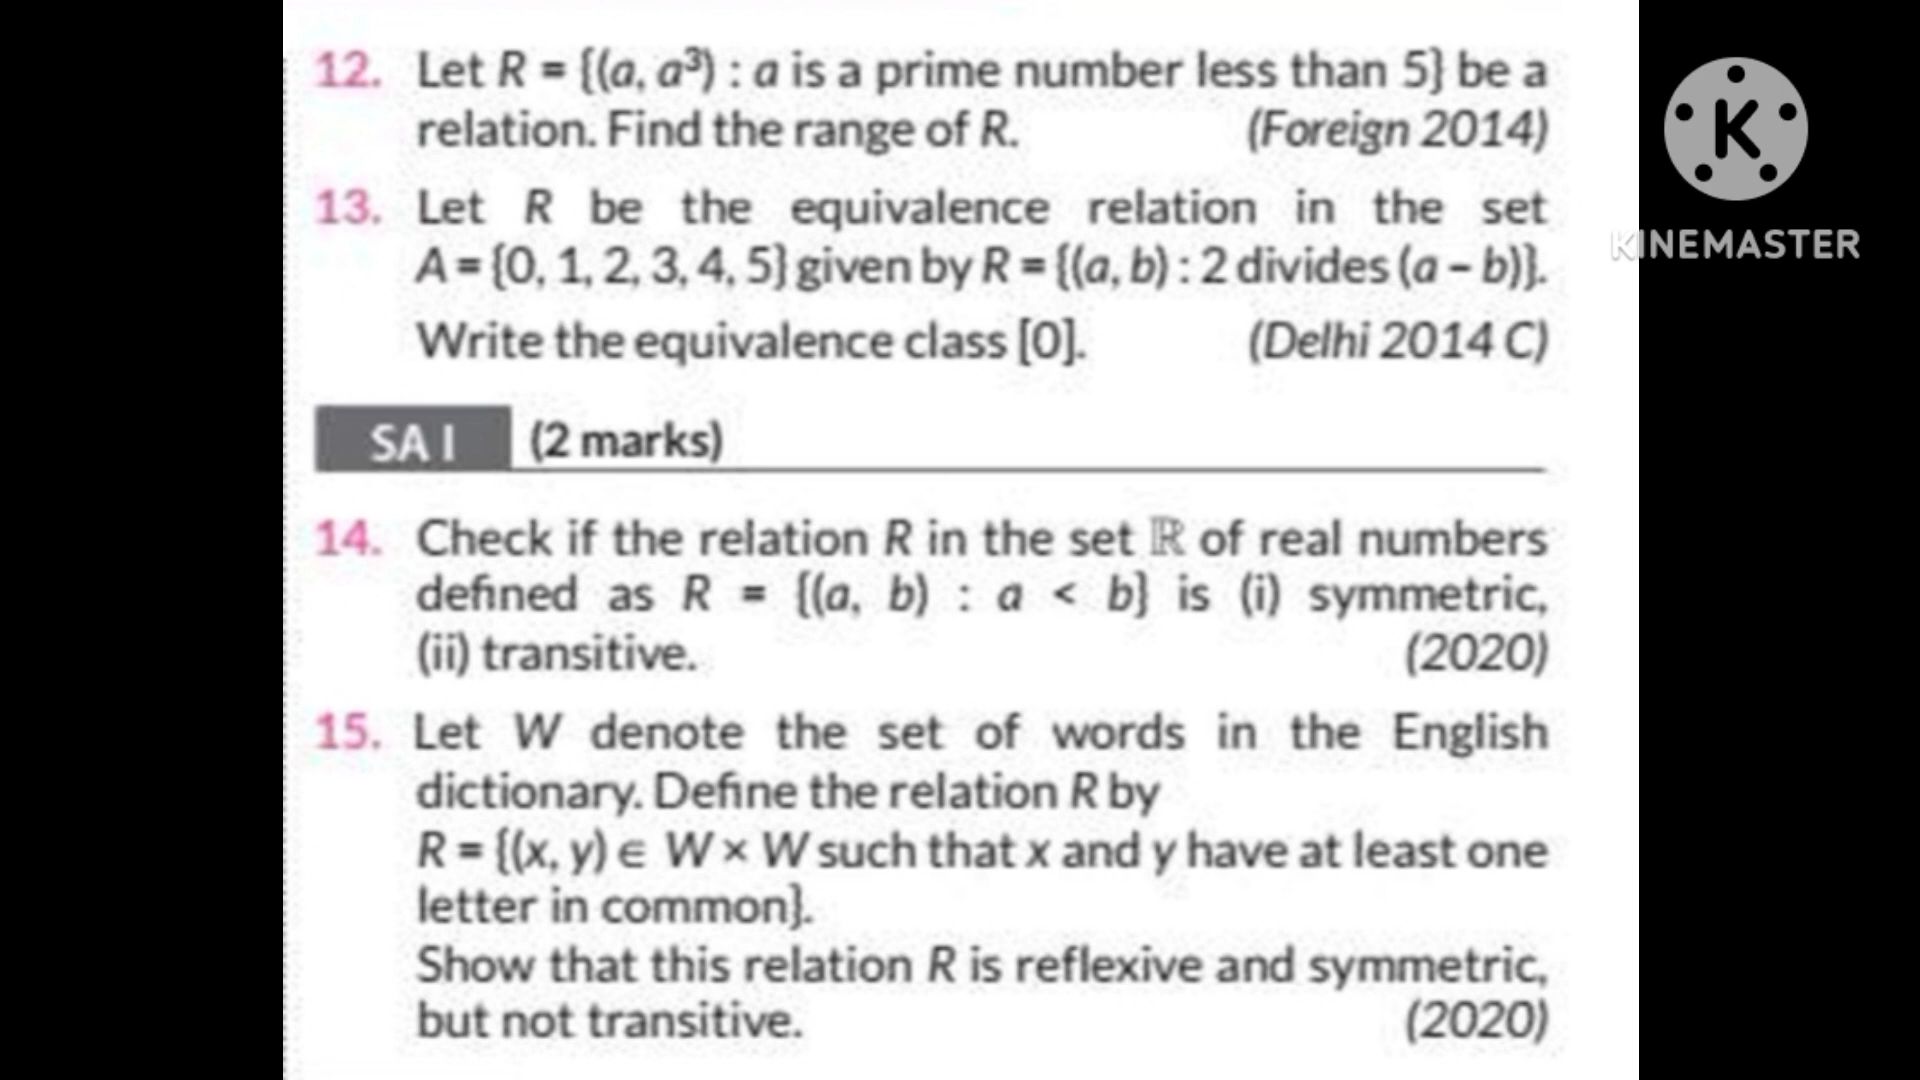 12. Let R = {(a, a³) : a is a prime number less than 5} be a
relation. Find the range of R. (Foreign 2014)
13. Let R be the equivalence relation in the set
A = {0, 1, 2, 3, 4, 5} given by R = {(a, b) : 2 divides (a – b)}.
Write the equivalence class [0]. (Delhi 2014 C)
SA I (2 marks)
14. Check if the relation R in the set ℝ of real numbers
defined as R = {(a, b) : a < b} is (i) symmetric,
(ii) transitive. (2020)
15. Let W denote the set of words in the English
dictionary. Define the relation R by
R = {(x, y) ∈ W × W such that x and y have at least one
letter in common}.
Show that this relation R is reflexive and symmetric,
but not transitive. (2020)
K
KINEMASTER